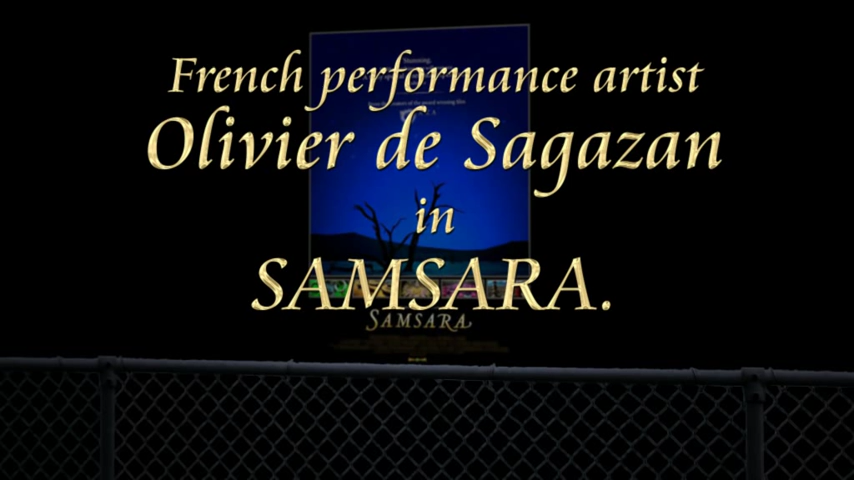 French performance artist
Olivier de Sagazan
in
SAMSARA.
SAMSARA